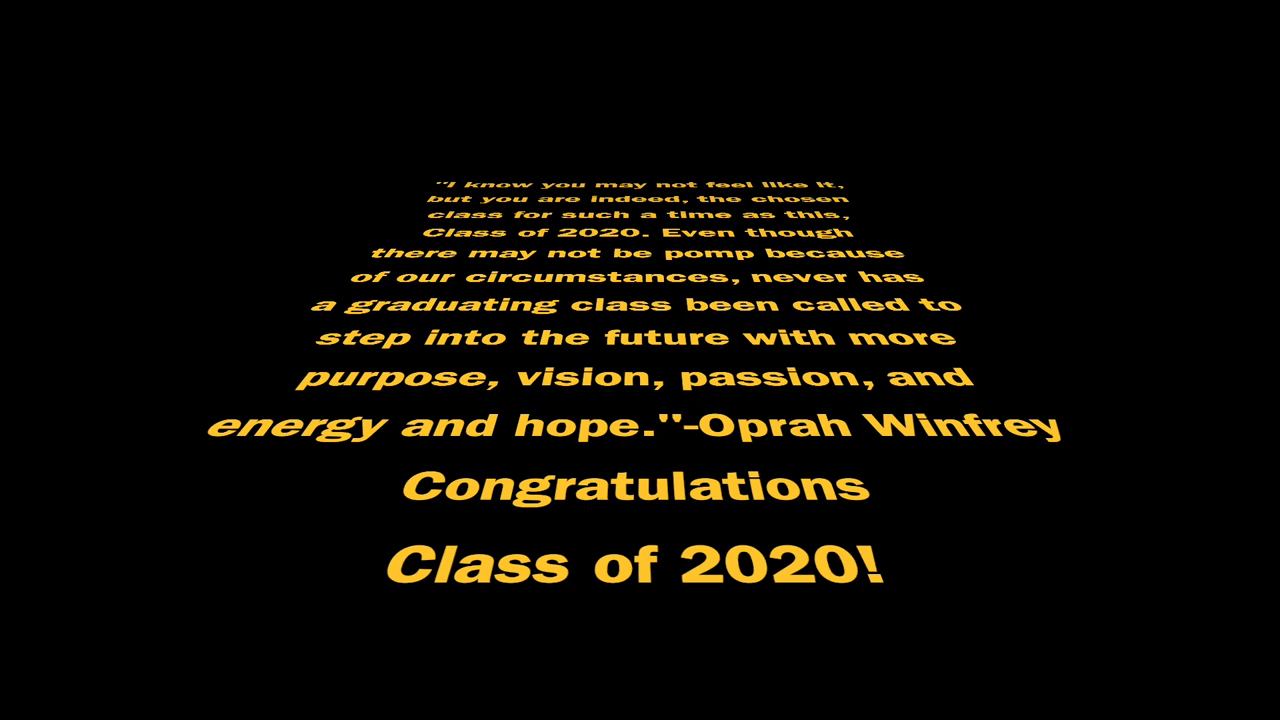 "I know you may not feel like it,
but you are indeed, the chosen
class for such a time as this,
Class of 2020. Even though
there may not be pomp because
of our circumstances, never has
a graduating class been called to
step into the future with more
purpose, vision, passion, and
energy and hope."-Oprah Winfrey
Congratulations
Class of 2020!